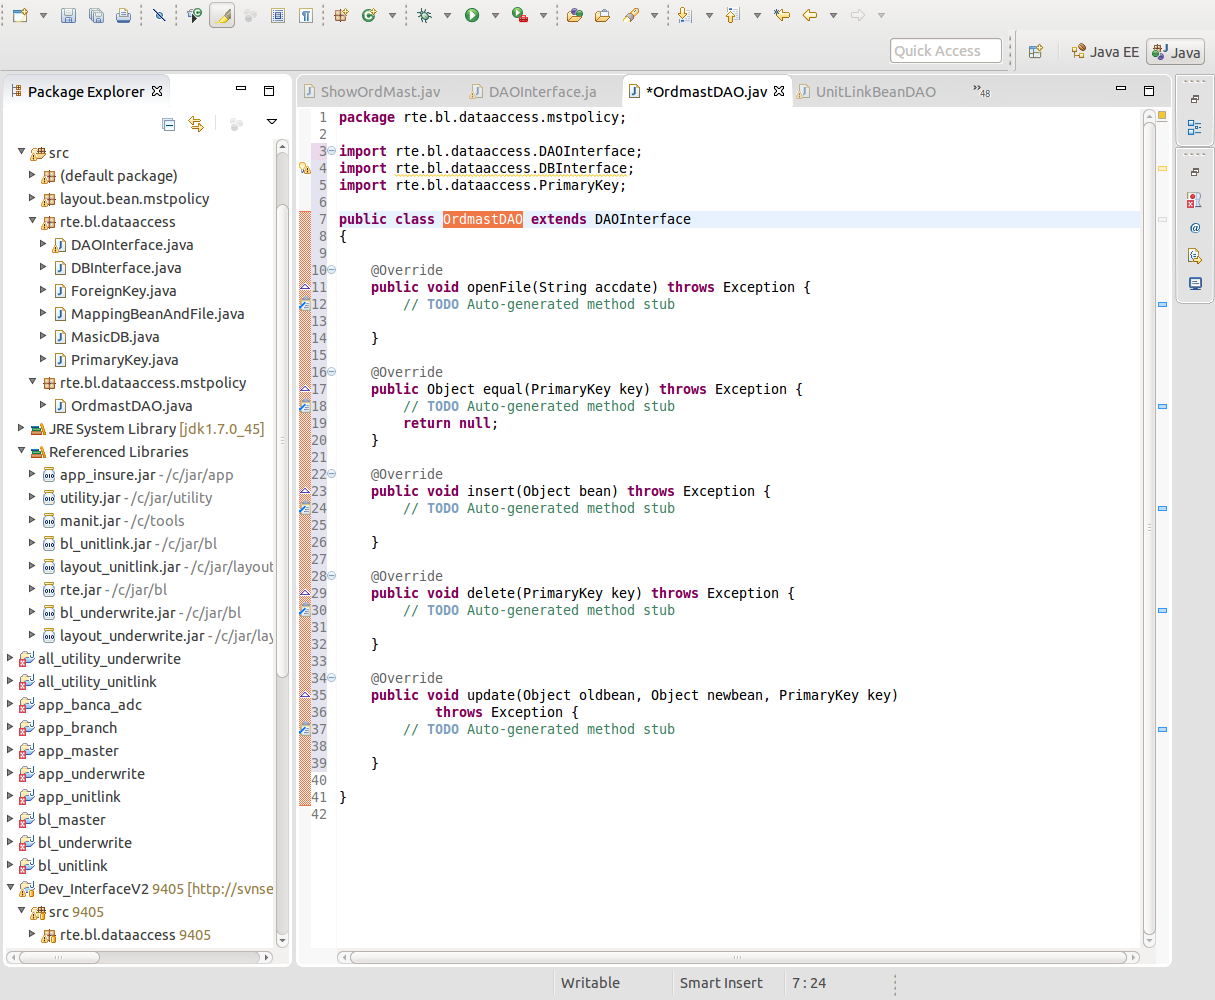 Quick Access
Java EE
Java
Package Explorer
ShowOrdMast.jav
DAOInterface.ja
*OrdmastDAO.jav
UnitLinkBeanDAO
»48
src
(default package)
layout.bean.mstpolicy
rte.bl.dataaccess
DAOInterface.java
DBInterface.java
ForeignKey.java
MappingBeanAndFile.java
MasicDB.java
PrimaryKey.java
rte.bl.dataaccess.mstpolicy
OrdmastDAO.java
JRE System Library [jdk1.7.0_45]
Referenced Libraries
app_insure.jar - /c/jar/app
utility.jar - /c/jar/utility
manit.jar - /c/tools
bl_unitlink.jar - /c/jar/bl
layout_unitlink.jar - /c/jar/layout
rte.jar - /c/jar/bl
bl_underwrite.jar - /c/jar/bl
layout_underwrite.jar - /c/jar/lay
all_utility_underwrite
all_utility_unitlink
app_banca_adc
app_branch
app_master
app_underwrite
app_unitlink
bl_master
bl_underwrite
bl_unitlink
Dev_InterfaceV2 9405 [http://svnse
src 9405
rte.bl.dataaccess 9405
1 package rte.bl.dataaccess.mstpolicy;
2
3 import rte.bl.dataaccess.DAOInterface;
4 import rte.bl.dataaccess.DBInterface;
5 import rte.bl.dataaccess.PrimaryKey;
6
7 public class OrdmastDAO extends DAOInterface
8 {
9
10 @Override
11 public void openFile(String accdate) throws Exception {
12 // TODO Auto-generated method stub
13
14 }
15
16 @Override
17 public Object equal(PrimaryKey key) throws Exception {
18 // TODO Auto-generated method stub
19 return null;
20 }
21
22 @Override
23 public void insert(Object bean) throws Exception {
24 // TODO Auto-generated method stub
25
26 }
27
28 @Override
29 public void delete(PrimaryKey key) throws Exception {
30 // TODO Auto-generated method stub
31
32 }
33
34 @Override
35 public void update(Object oldbean, Object newbean, PrimaryKey key)
36 throws Exception {
37 // TODO Auto-generated method stub
38
39 }
40
41 }
42
Writable
Smart Insert
7 : 24